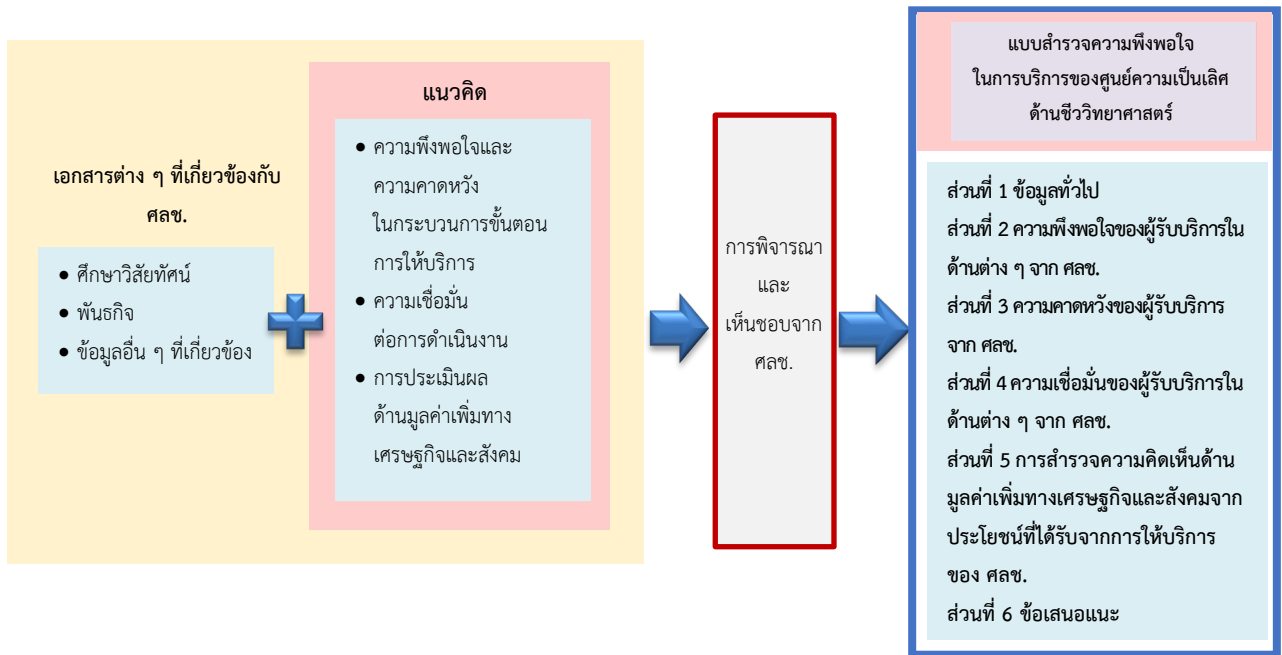 เอกสารต่าง ๆ ที่เกี่ยวข้องกับ
ศลช.
• ศึกษาวิสัยทัศน์
• พันธกิจ
• ข้อมูลอื่น ๆ ที่เกี่ยวข้อง
แนวคิด
• ความพึงพอใจและ
ความคาดหวัง
ในกระบวนการขั้นตอน
การให้บริการ
• ความเชื่อมั่น
ต่อการดำเนินงาน
• การประเมินผล
ด้านมูลค่าเพิ่มทาง
เศรษฐกิจและสังคม
การพิจารณา
และ
เห็นชอบจาก
ศลช.
แบบสำรวจความพึงพอใจ
ในการบริการของศูนย์ความเป็นเลิศ
ด้านชีววิทยาศาสตร์
ส่วนที่ 1 ข้อมูลทั่วไป
ส่วนที่ 2 ความพึงพอใจของผู้รับบริการใน
ด้านต่าง ๆ จาก ศลช.
ส่วนที่ 3 ความคาดหวังของผู้รับบริการ
จาก ศลช.
ส่วนที่ 4 ความเชื่อมั่นของผู้รับบริการใน
ด้านต่าง ๆ จาก ศลช.
ส่วนที่ 5 การสำรวจความคิดเห็นด้าน
มูลค่าเพิ่มทางเศรษฐกิจและสังคมจาก
ประโยชน์ที่ได้รับจากการให้บริการ
ของ ศลช.
ส่วนที่ 6 ข้อเสนอแนะ